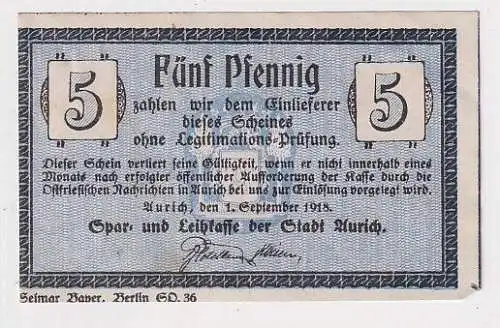 5 Fünf Pfennig 5
zahlen wir dem Einlieferer
dieses Scheines
ohne Legitimations-Prüfung.
Dieser Schein verliert seine Gültigkeit, wenn er nicht innerhalb eines
Monats nach erfolgter öffentlicher Aufforderung der Kasse durch die
Ostfriesischen Nachrichten in Aurich bei uns zur Einlösung vorgelegt wird.
Aurich, den 1. September 1918.
Spar- und Leihkasse der Stadt Aurich.
Selmar Bayer, Berlin SO. 36